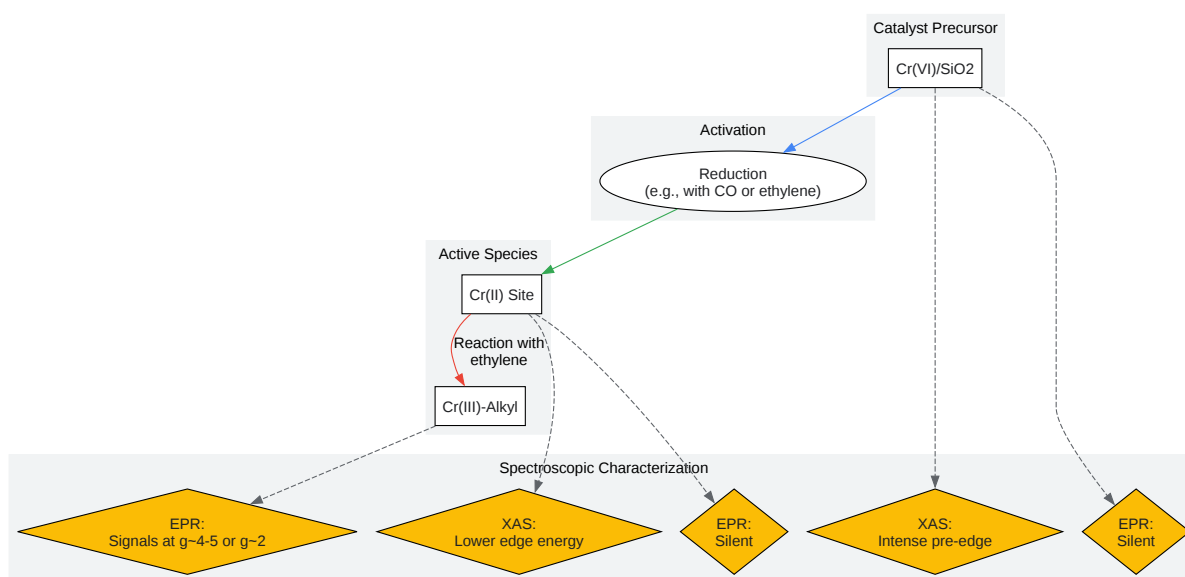 Catalyst Precursor
Cr(VI)/SiO2
Activation
Reduction
(e.g., with CO or ethylene)
Active Species
Cr(II) Site
Reaction with
ethylene
Cr(III)-Alkyl
Spectroscopic Characterization
EPR:
Signals at g~4-5 or g~2
XAS:
Lower edge energy
EPR:
Silent
XAS:
Intense pre-edge
EPR:
Silent